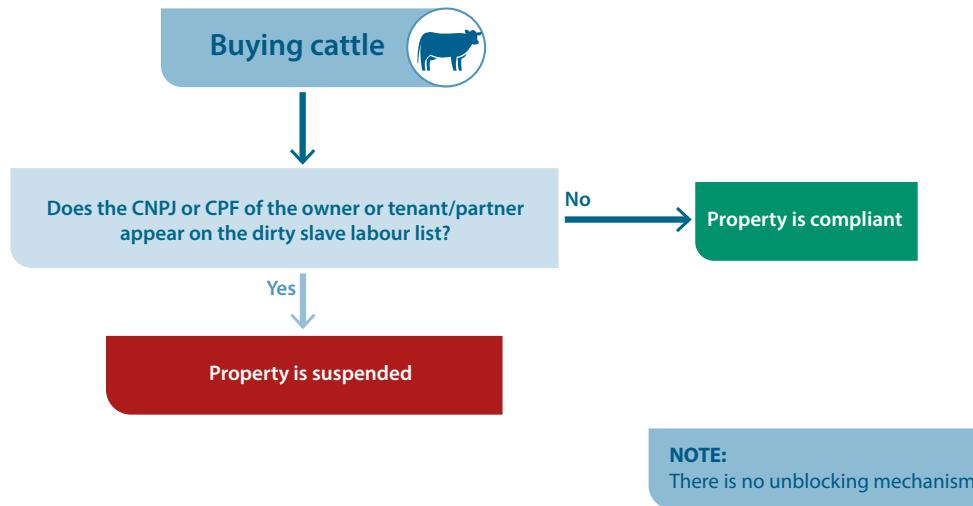 Buying cattle
Does the CNPJ or CPF of the owner or tenant/partner
appear on the dirty slave labour list?
No
Property is compliant
Yes
Property is suspended
NOTE:
There is no unblocking mechanism